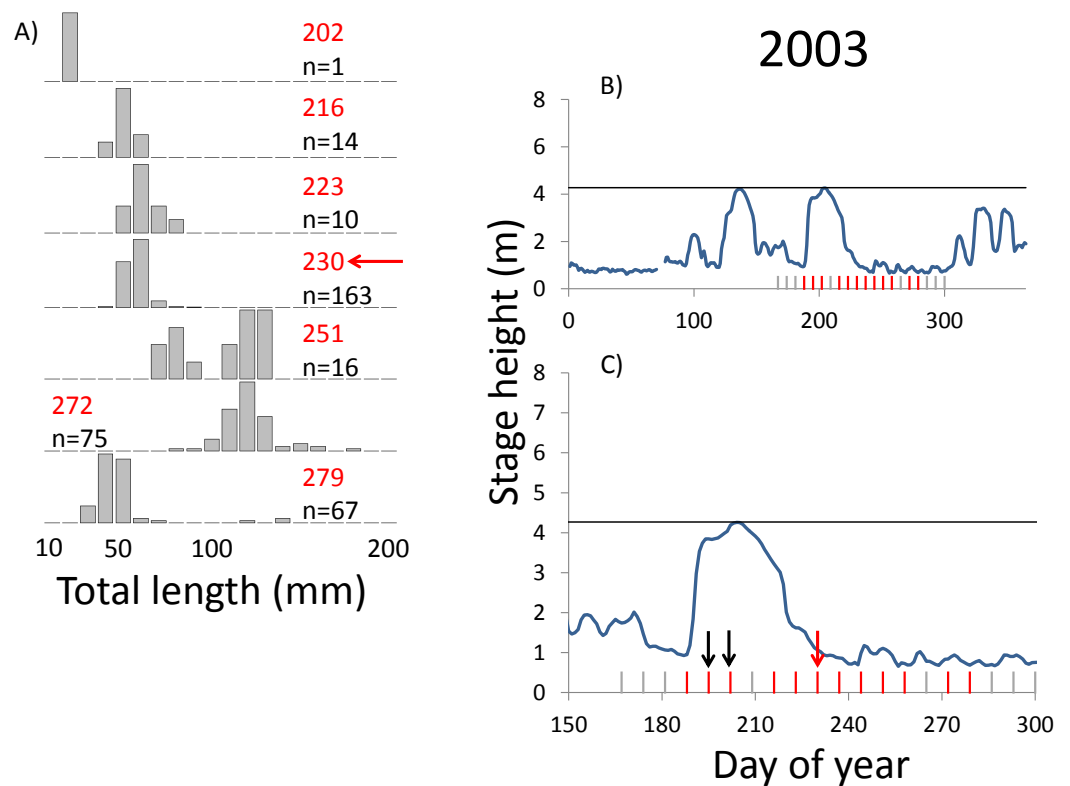 A)
202
n=1
216
n=14
223
n=10
230
n=163
251
n=16
272
n=75
279
n=67
10 50 100 200
Total length (mm)
2003
B)
8
6
4
2
0
0 100 200 300
Stage height (m)
C)
8
7
6
5
4
3
2
1
0
150 180 210 240 270 300
Day of year